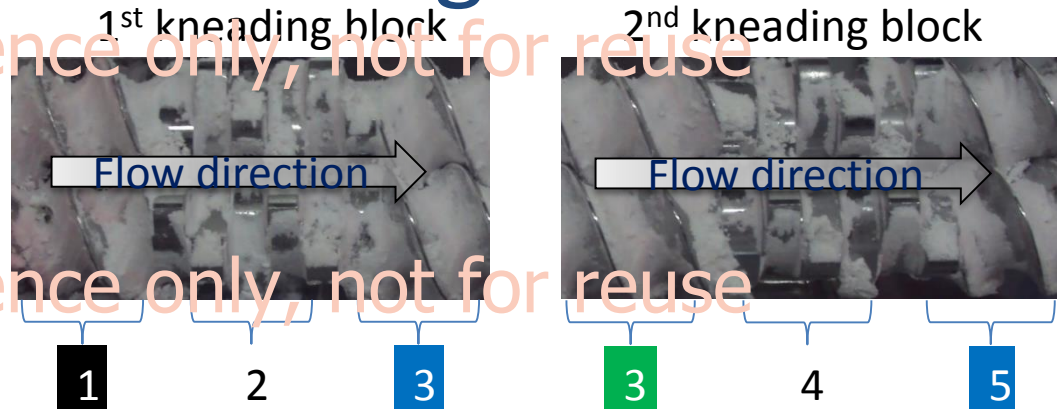 1st kneading block
2nd kneading block
ence only, not for reuse
Flow direction
Flow direction
ence only, not for reuse
1
2
3
3
4
5